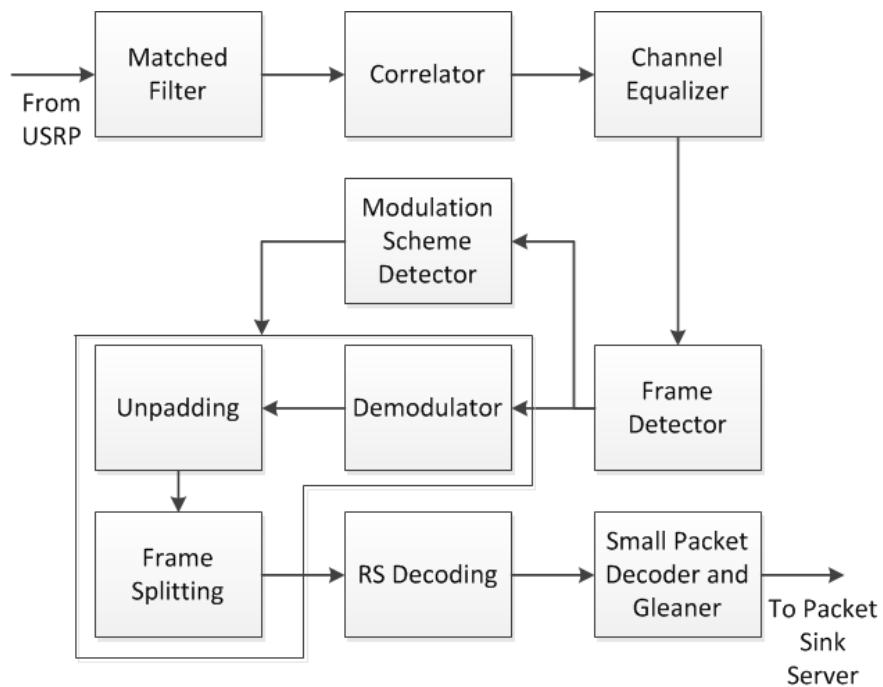 Matched
Filter
Correlator
Channel
Equalizer
From
USRP
Modulation
Scheme
Detector
Unpadding
Demodulator
Frame
Detector
Frame
Splitting
RS Decoding
Small Packet
Decoder and
Gleaner
To Packet
Sink
Server